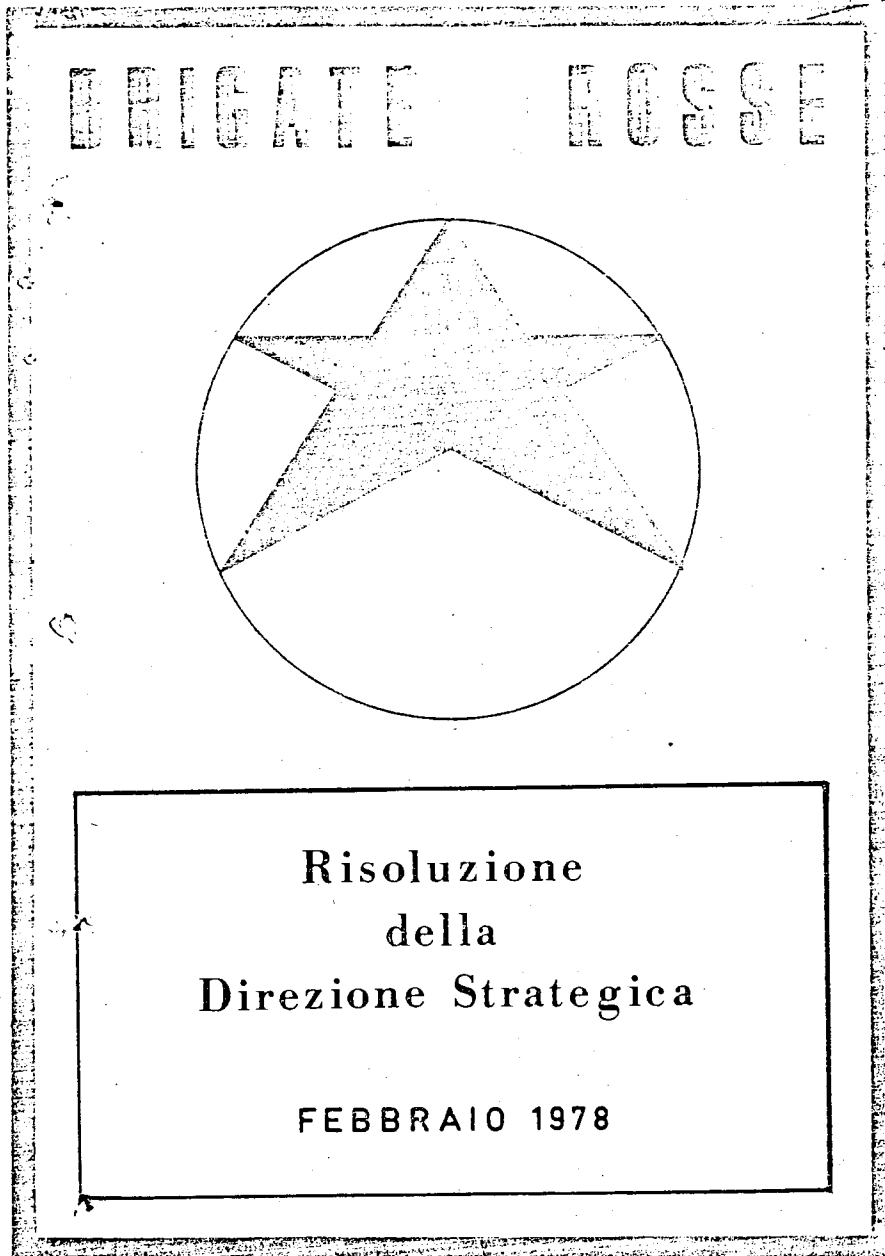 BRIGATE ROSSE
Risoluzione
della
Direzione Strategica
FEBBRAIO 1978